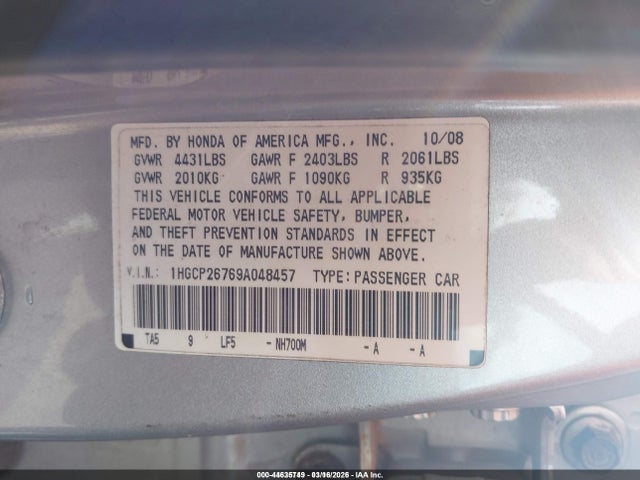 MFD. BY HONDA OF AMERICA MFG., INC. 10/08
GVWR 4431LBS GAWR F 2403LBS R 2061LBS
GVWR 2010KG GAWR F 1090KG R 935KG
THIS VEHICLE CONFORMS TO ALL APPLICABLE
FEDERAL MOTOR VEHICLE SAFETY, BUMPER,
AND THEFT PREVENTION STANDARDS IN EFFECT
ON THE DATE OF MANUFACTURE SHOWN ABOVE.
V.I.N.: 1HGCP26769A048457 TYPE: PASSENGER CAR
TA5 9 LF5 -NH700M -A -A
000-44635749 - 03/16/2026 - IAA Inc.